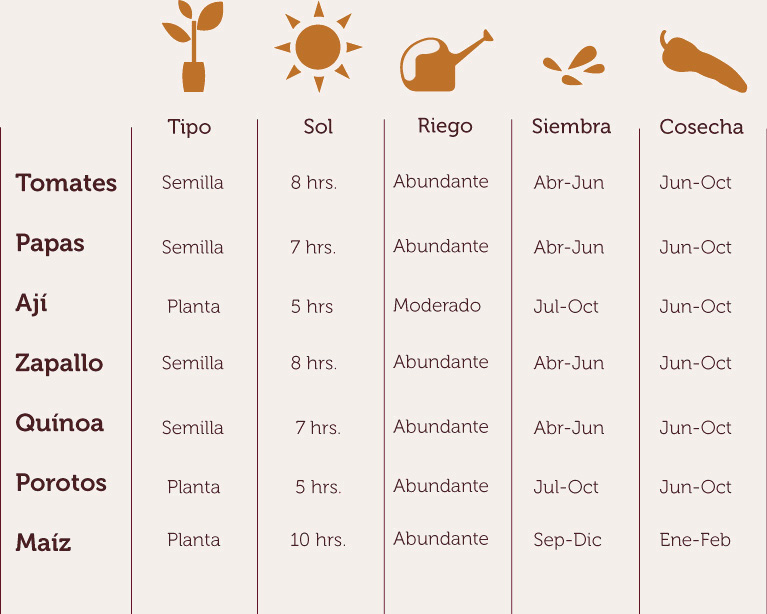 Tipo Sol Riego Siembra Cosecha
Tomates Semilla 8 hrs. Abundante Abr-Jun Jun-Oct
Papas Semilla 7 hrs. Abundante Abr-Jun Jun-Oct
Ají Planta 5 hrs Moderado Jul-Oct Jun-Oct
Zapallo Semilla 8 hrs. Abundante Abr-Jun Jun-Oct
Quínoa Semilla 7 hrs. Abundante Abr-Jun Jun-Oct
Porotos Planta 5 hrs. Abundante Jul-Oct Jun-Oct
Maíz Planta 10 hrs. Abundante Sep-Dic Ene-Feb